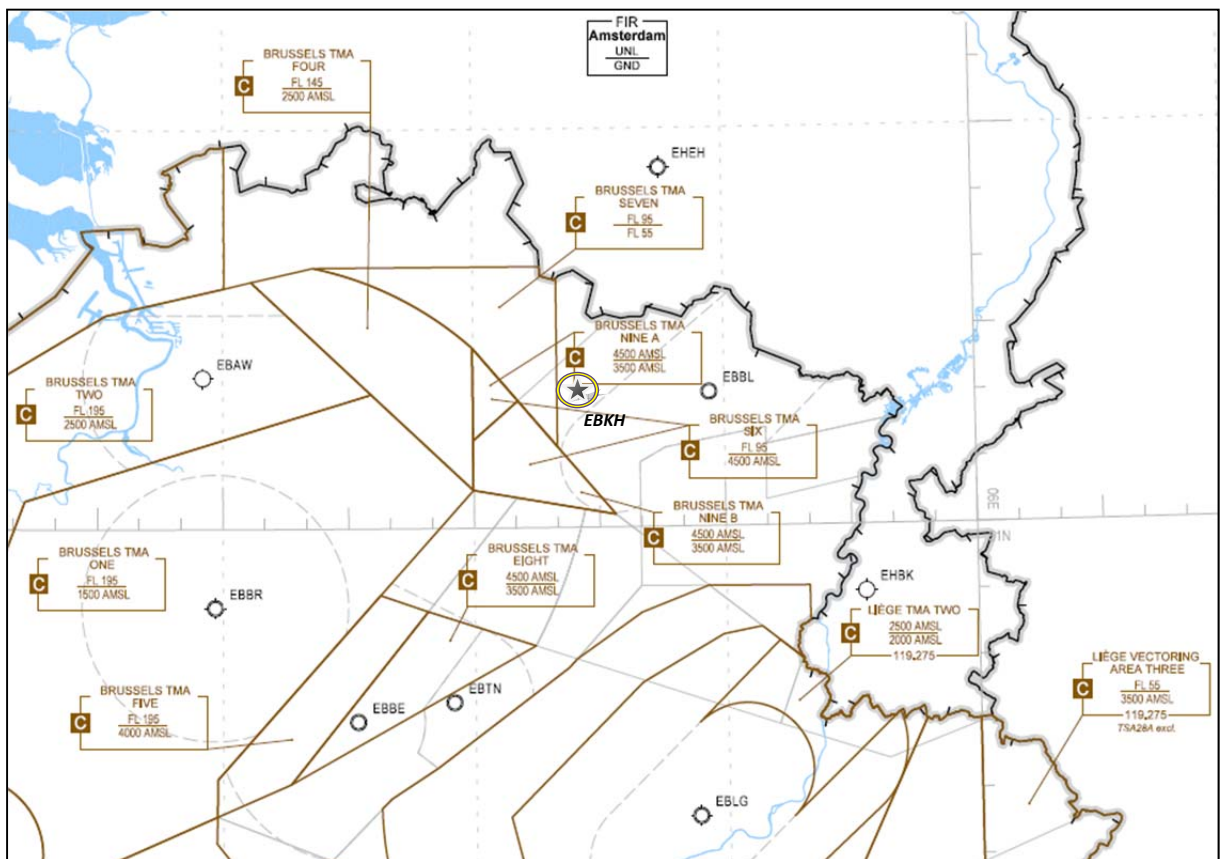 FIR
Amsterdam
UNL
GND
BRUSSELS TMA
FOUR
C
FL 145
2500 AMSL
EHEH
BRUSSELS TMA
SEVEN
C
FL 95
FL 55
BRUSSELS TMA
NINE A
C
4500 AMSL
3500 AMSL
EBAW
EBBL
EBKH
BRUSSELS TMA
TWO
C
FL 195
2500 AMSL
BRUSSELS TMA
SIX
C
FL 95
4500 AMSL
BRUSSELS TMA
NINE B
C
4500 AMSL
3500 AMSL
06E
51N
BRUSSELS TMA
ONE
C
FL 195
1500 AMSL
EBBR
BRUSSELS TMA
EIGHT
C
4500 AMSL
3500 AMSL
EHBK
LIÈGE TMA TWO
C
2500 AMSL
2000 AMSL
119.275
BRUSSELS TMA
FIVE
C
FL 195
4000 AMSL
EBBE
EBTN
LIÈGE VECTORING
AREA THREE
C
FL 55
3500 AMSL
119.275
TSA28A excl.
EBLG